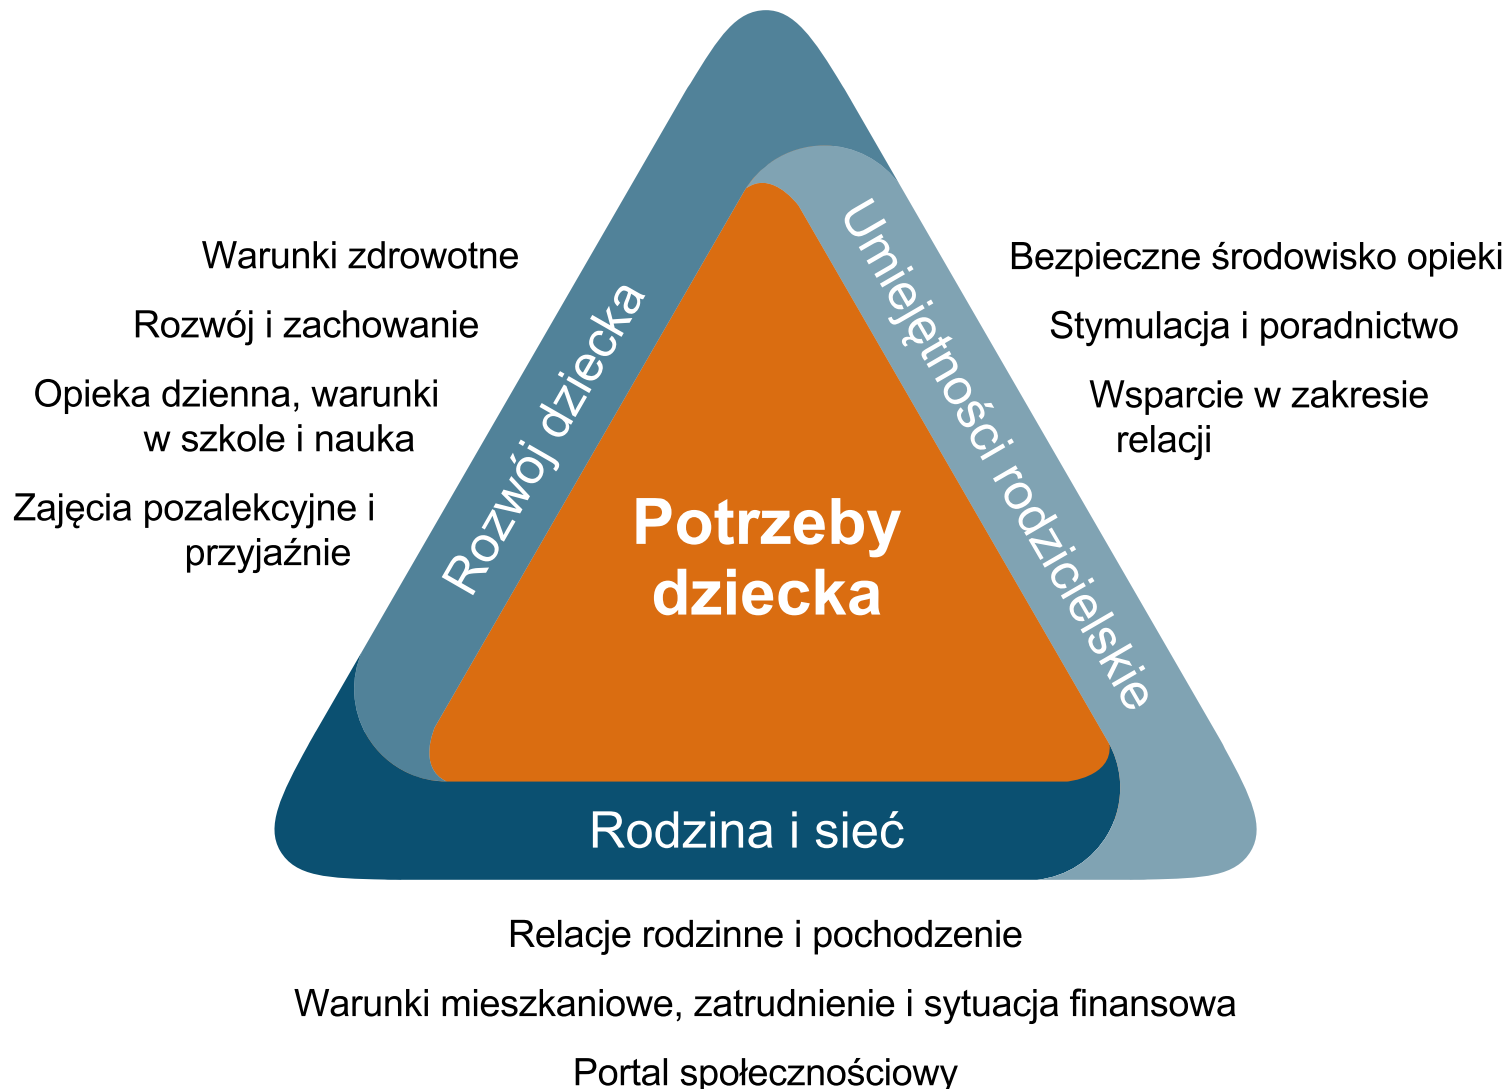 Warunki zdrowotne
Rozwój i zachowanie
Opieka dzienna, warunki
w szkole i nauka
Zajęcia pozalekcyjne i
przyjaźnie
Rozwój dziecka
Potrzeby
dziecka
Umiejętności rodzicielskie
Bezpieczne środowisko opieki
Stymulacja i poradnictwo
Wsparcie w zakresie
relacji
Rodzina i sieć
Relacje rodzinne i pochodzenie
Warunki mieszkaniowe, zatrudnienie i sytuacja finansowa
Portal społecznościowy